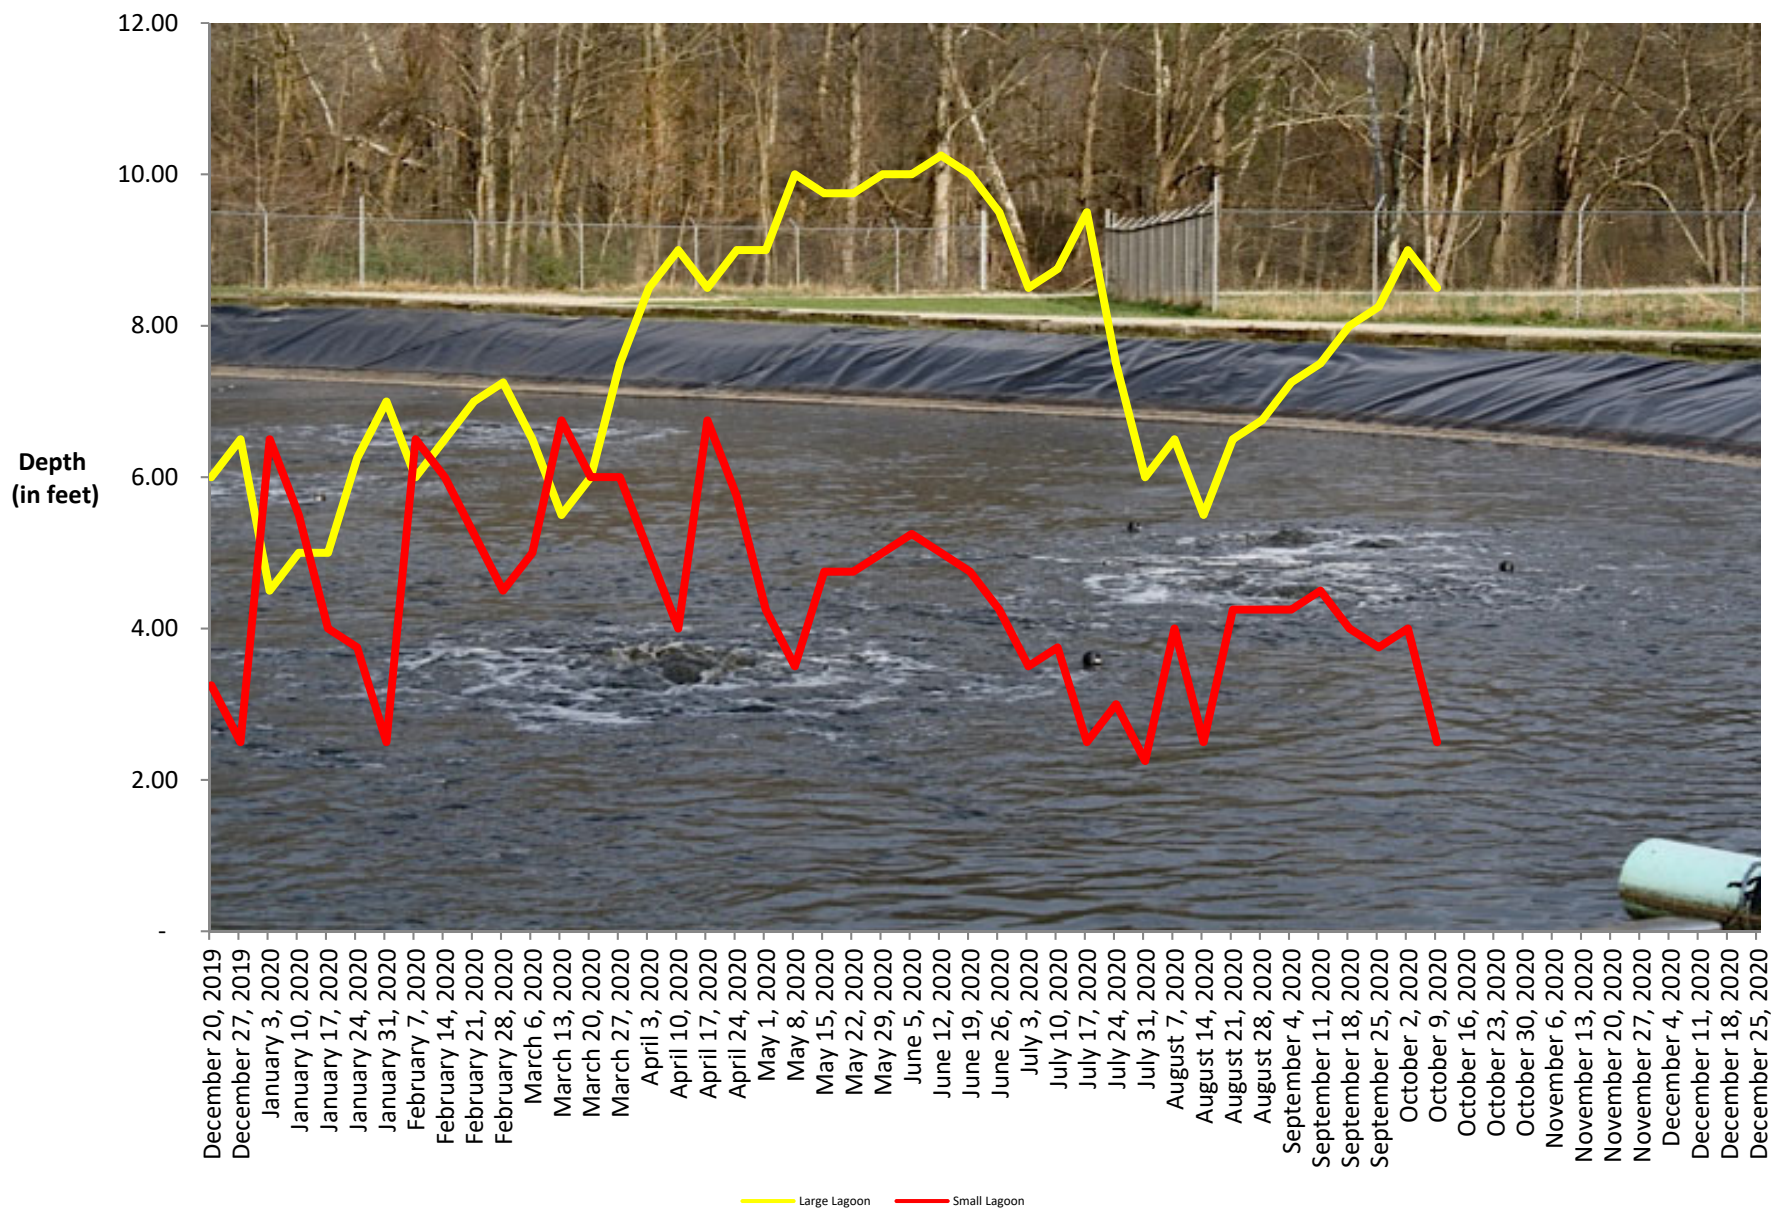 12.00
10.00
8.00
6.00
4.00
2.00
-
Depth
(in feet)
December 20, 2019
December 27, 2019
January 3, 2020
January 10, 2020
January 17, 2020
January 24, 2020
January 31, 2020
February 7, 2020
February 14, 2020
February 21, 2020
February 28, 2020
March 6, 2020
March 13, 2020
March 20, 2020
March 27, 2020
April 3, 2020
April 10, 2020
April 17, 2020
April 24, 2020
May 1, 2020
May 8, 2020
May 15, 2020
May 22, 2020
May 29, 2020
June 5, 2020
June 12, 2020
June 19, 2020
June 26, 2020
July 3, 2020
July 10, 2020
July 17, 2020
July 24, 2020
July 31, 2020
August 7, 2020
August 14, 2020
August 21, 2020
August 28, 2020
September 4, 2020
September 11, 2020
September 18, 2020
September 25, 2020
October 2, 2020
October 9, 2020
October 16, 2020
October 23, 2020
October 30, 2020
November 6, 2020
November 13, 2020
November 20, 2020
November 27, 2020
December 4, 2020
December 11, 2020
December 18, 2020
December 25, 2020
Large Lagoon
Small Lagoon